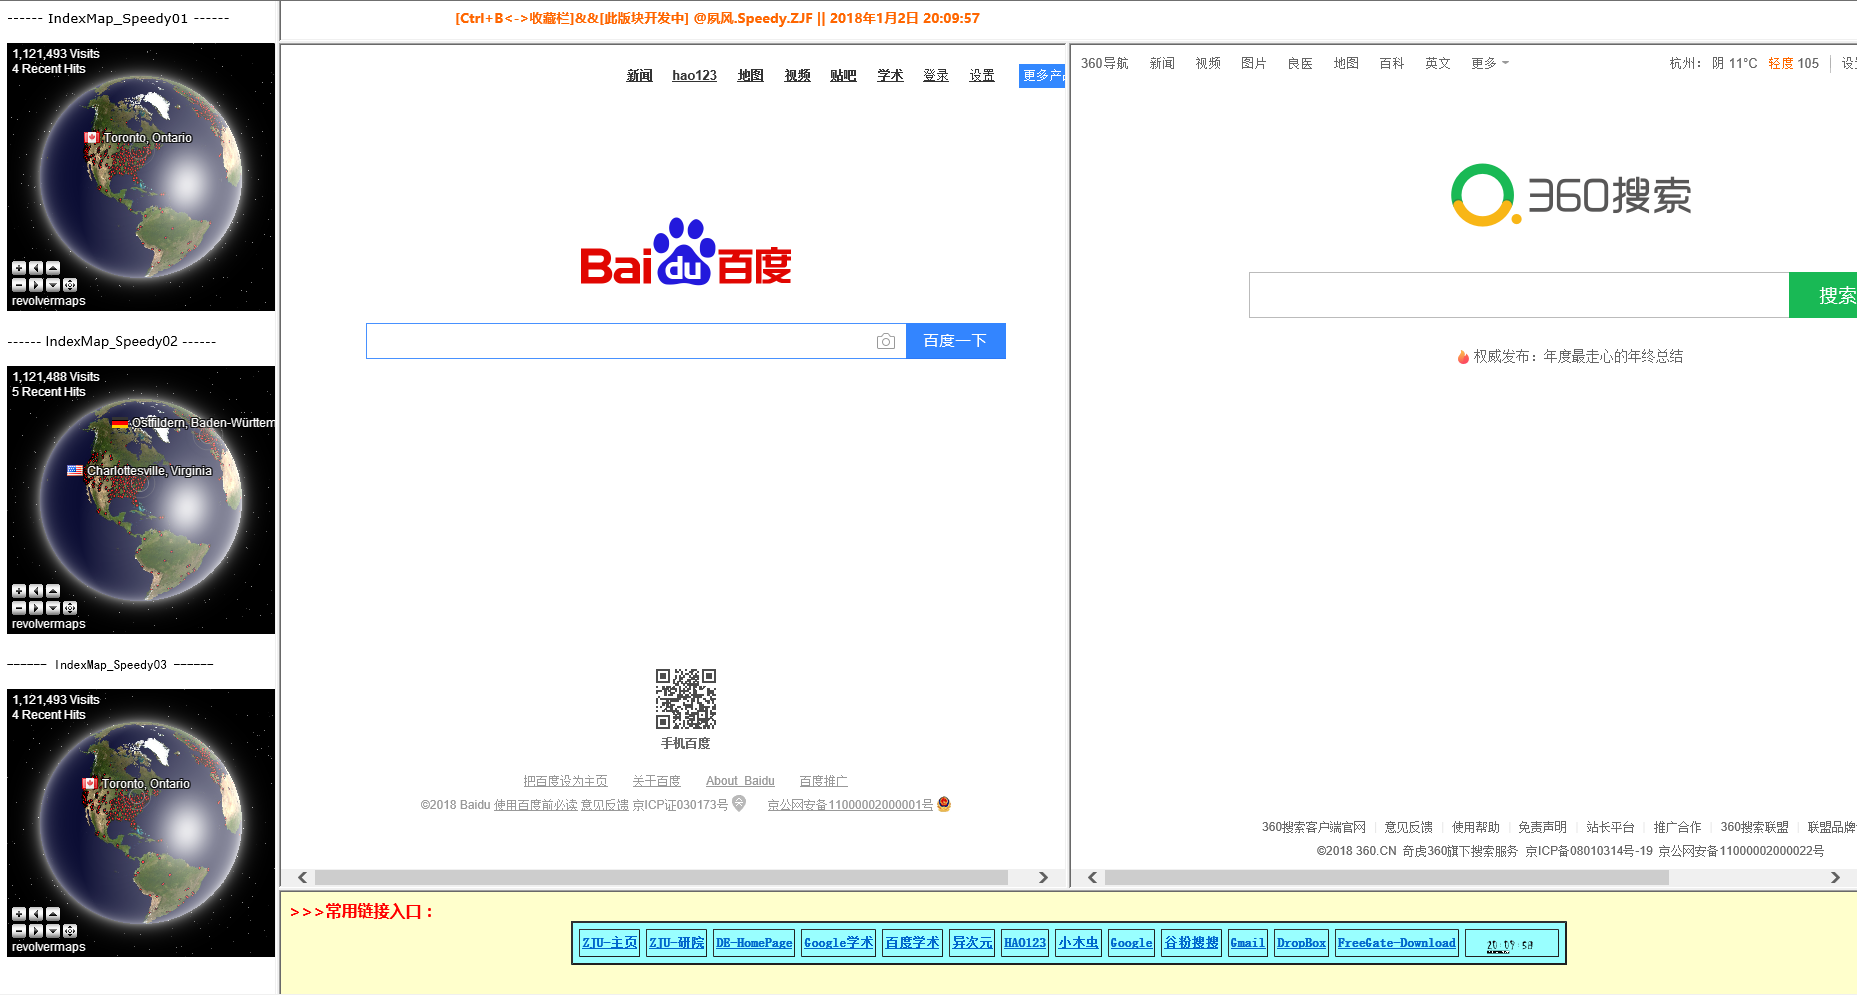 ------ IndexMap_Speedy01 ------
1,121,493 Visits
4 Recent Hits
Toronto, Ontario
revolvermaps
------ IndexMap_Speedy02 ------
1,121,488 Visits
5 Recent Hits
Ostfildern, Baden-Württem
Charlottesville, Virginia
revolvermaps
------ IndexMap_Speedy03 ------
1,121,493 Visits
4 Recent Hits
Toronto, Ontario
revolvermaps
[Ctrl+B<->收藏栏]&&[此版块开发中] @夙风.Speedy.ZJF || 2018年1月2日 20:09:57
新闻 hao123 地图 视频 贴吧 学术 登录 设置 更多产品
Bai du 百度
百度一下
手机百度
把百度设为主页 关于百度 About Baidu 百度推广
©2018 Baidu 使用百度前必读 意见反馈 京ICP证030173号 京公网安备11000002000001号
360导航 新闻 视频 图片 良医 地图 百科 英文 更多 杭州： 阴 11°C 轻度 105 设
360搜索
搜索
权威发布：年度最走心的年终总结
360搜索客户端官网 意见反馈 使用帮助 免责声明 站长平台 推广合作 360搜索联盟 联盟品牌
©2018 360.CN 奇虎360旗下搜索服务 京ICP备08010314号-19 京公网安备11000002000022号
>>>常用链接入口：
ZJU-主页 ZJU-研院 DE-HomePage Google学术 百度学术 异次元 HAO123 小木虫 Google 谷粉搜搜 Gmail DropBox FreeGate-Download 20:09:58